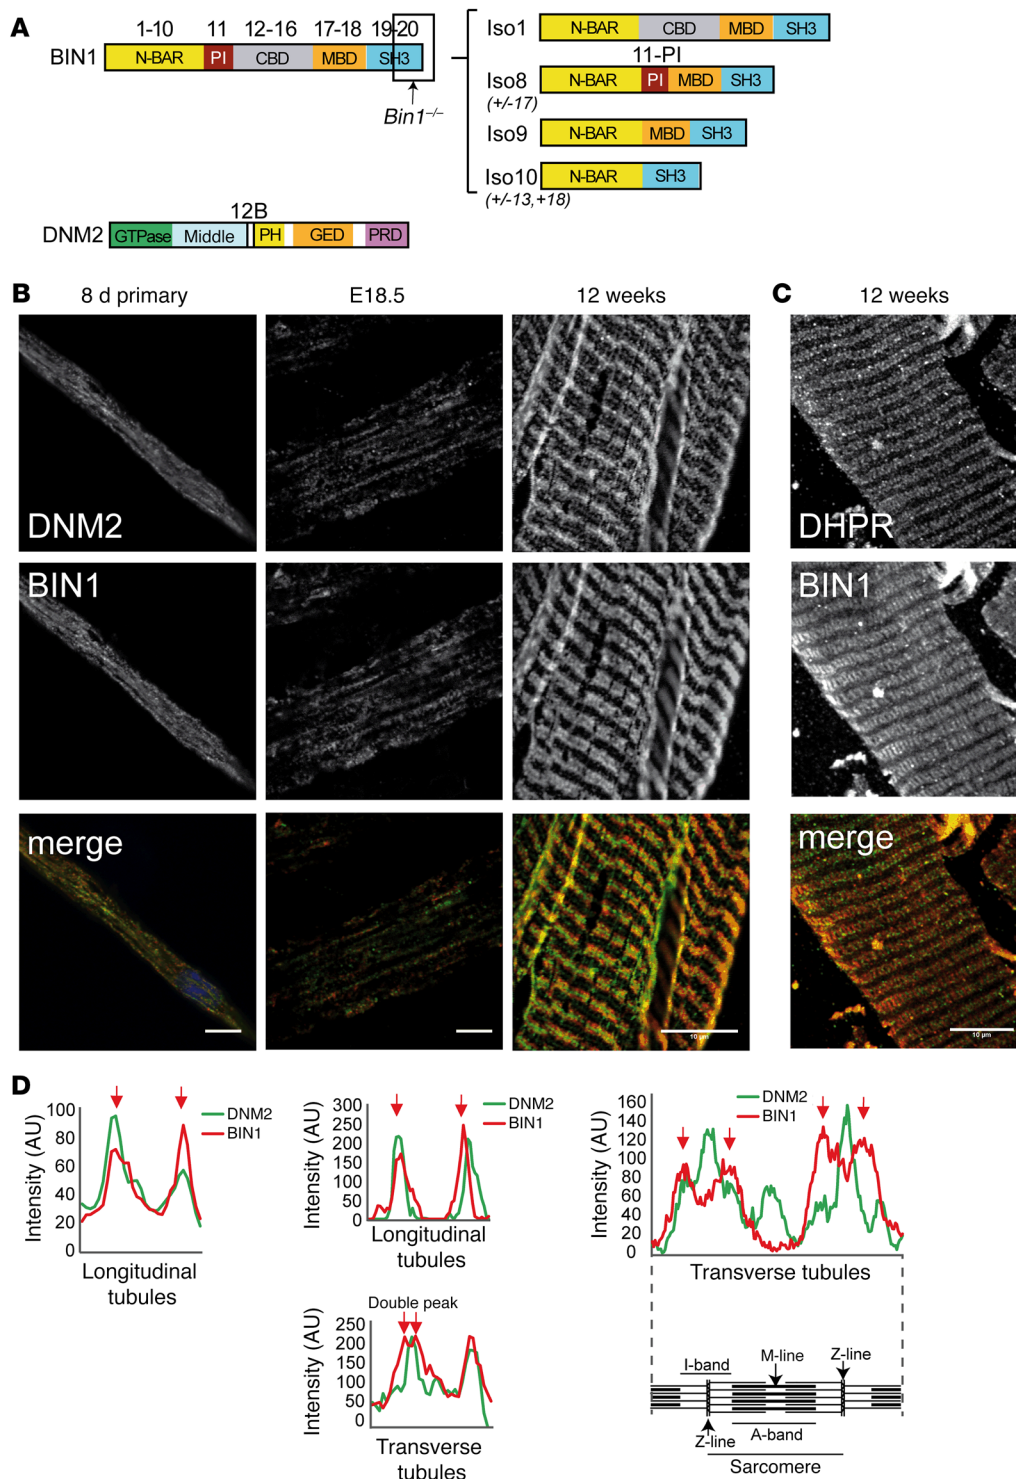 A
1-10 11 12-16 17-18 19-20
BIN1 N-BAR PI CBD MBD SH3
Bin1–/–
Iso1 N-BAR CBD MBD SH3
11-PI
Iso8 N-BAR PI MBD SH3
(+/-17)
Iso9 N-BAR MBD SH3
Iso10 N-BAR SH3
(+/-13,+18)
12B
DNM2 GTPase Middle PH GED PRD
B 8 d primary E18.5 12 weeks
C 12 weeks
DNM2
DHPR
BIN1
BIN1
merge
10 µm
merge
10 µm
D
Intensity (AU)
100
80
60
40
20
0
DNM2
BIN1
Longitudinal
tubules
Intensity (AU)
300
250
200
150
100
50
0
DNM2
BIN1
Longitudinal
tubules
Double peak
Intensity (AU)
250
200
150
100
50
0
Transverse
tubules
Intensity (AU)
160
140
120
100
80
60
40
20
0
DNM2
BIN1
Transverse tubules
I-band M-line Z-line
Z-line A-band
Sarcomere